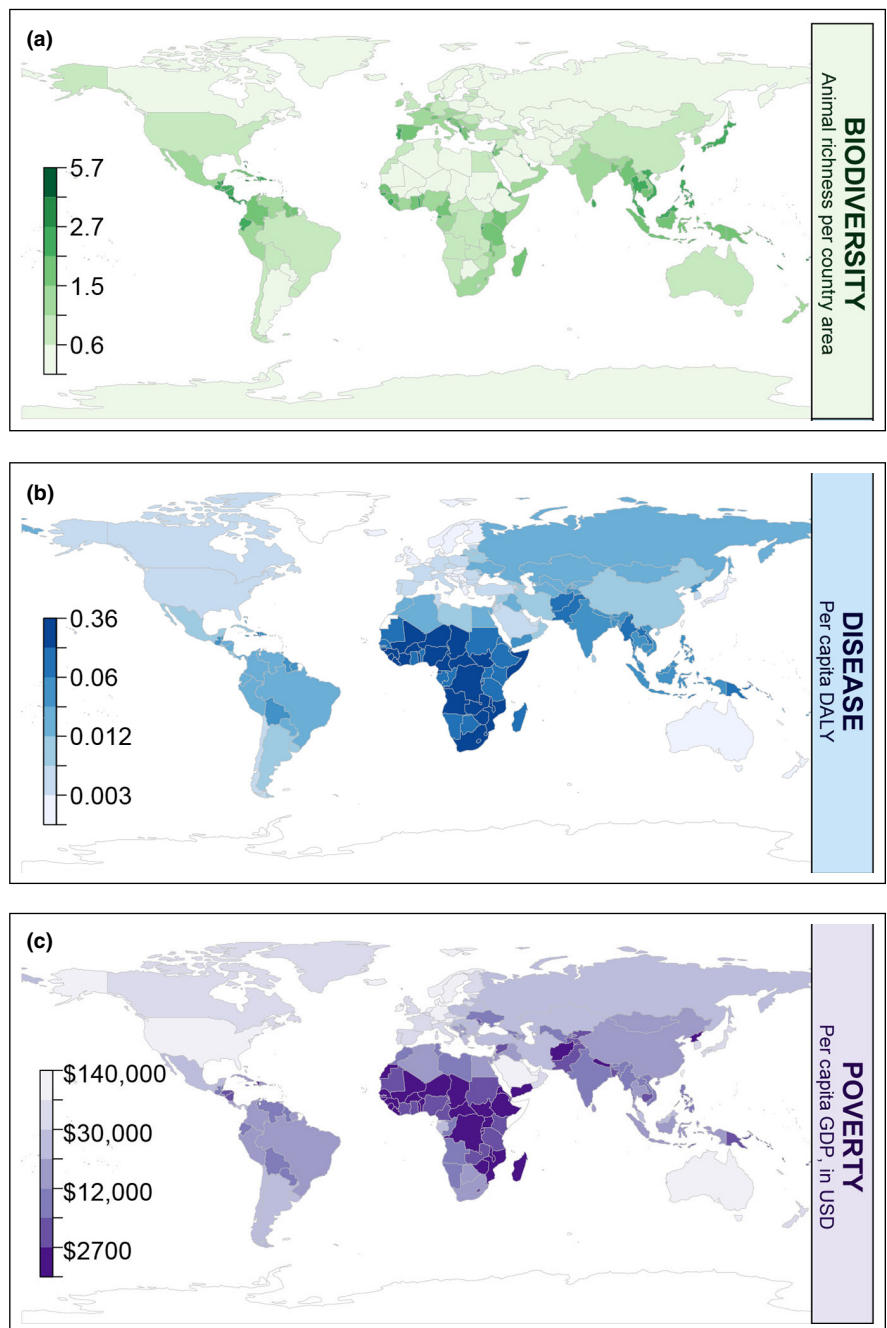 (a)
5.7
2.7
1.5
0.6
BIODIVERSITY
Animal richness per country area
(b)
0.36
0.06
0.012
0.003
DISEASE
Per capita DALY
(c)
$140,000
$30,000
$12,000
$2700
POVERTY
Per capita GDP, in USD